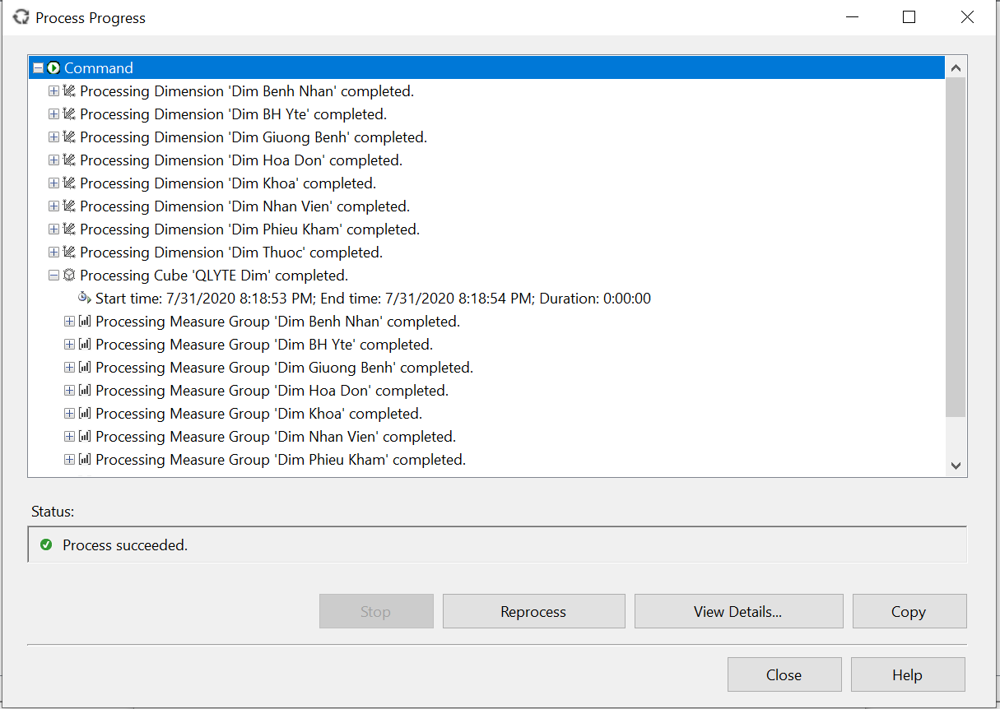 Process Progress
Command
Processing Dimension 'Dim Benh Nhan' completed.
Processing Dimension 'Dim BH Yte' completed.
Processing Dimension 'Dim Giuong Benh' completed.
Processing Dimension 'Dim Hoa Don' completed.
Processing Dimension 'Dim Khoa' completed.
Processing Dimension 'Dim Nhan Vien' completed.
Processing Dimension 'Dim Phieu Kham' completed.
Processing Dimension 'Dim Thuoc' completed.
Processing Cube 'QLYTE Dim' completed.
Start time: 7/31/2020 8:18:53 PM; End time: 7/31/2020 8:18:54 PM; Duration: 0:00:00
Processing Measure Group 'Dim Benh Nhan' completed.
Processing Measure Group 'Dim BH Yte' completed.
Processing Measure Group 'Dim Giuong Benh' completed.
Processing Measure Group 'Dim Hoa Don' completed.
Processing Measure Group 'Dim Khoa' completed.
Processing Measure Group 'Dim Nhan Vien' completed.
Processing Measure Group 'Dim Phieu Kham' completed.
Status:
Process succeeded.
Stop Reprocess View Details... Copy
Close Help